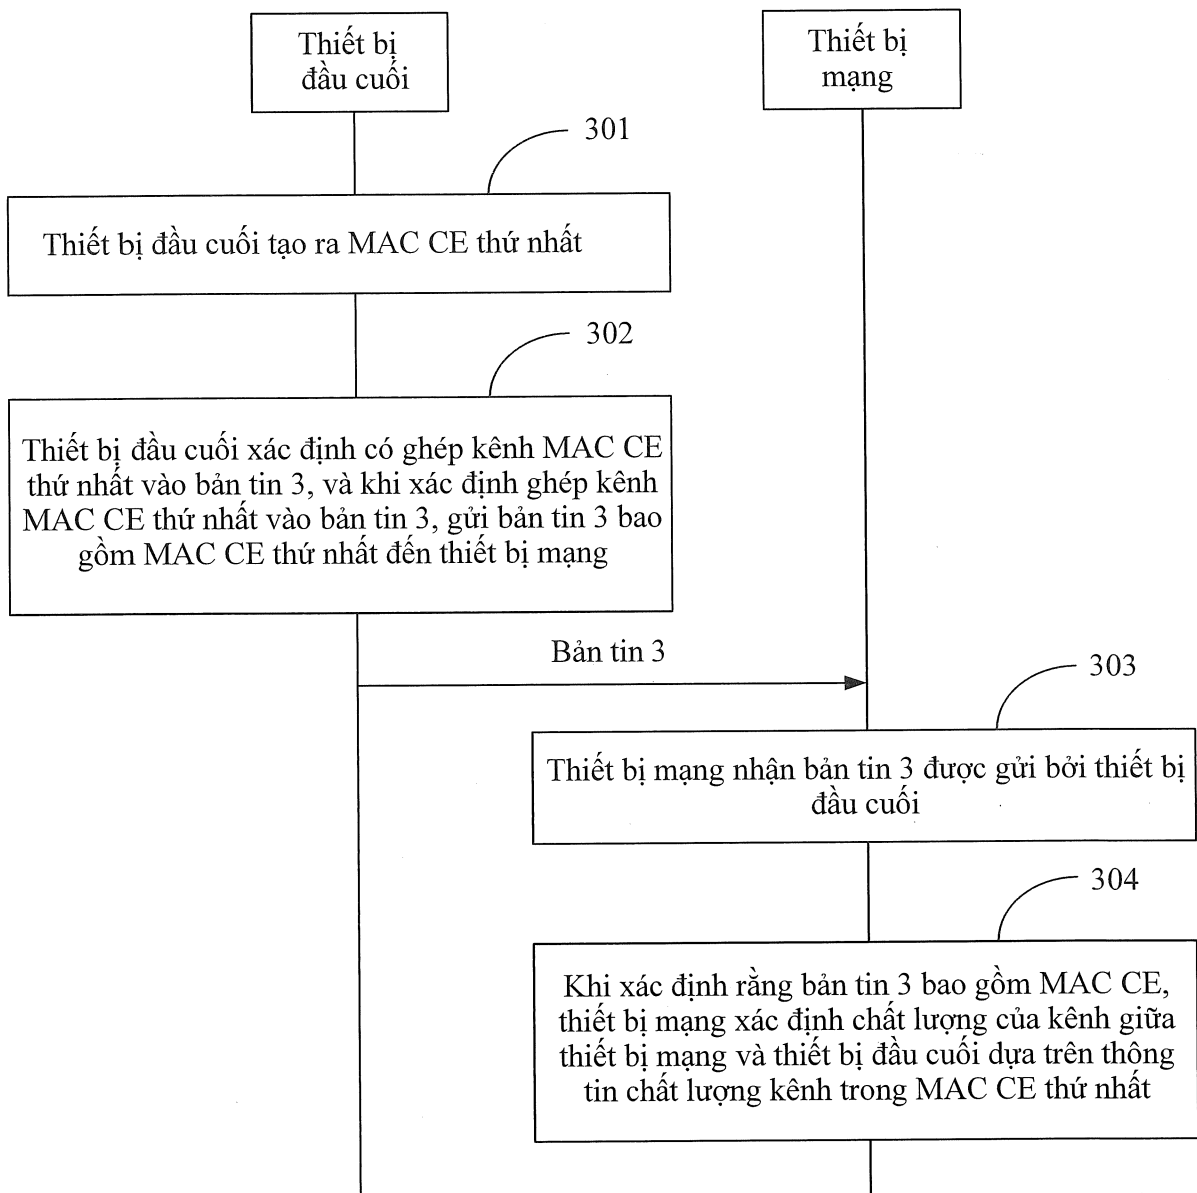 Thiết bị
đầu cuối
Thiết bị
mạng
301
Thiết bị đầu cuối tạo ra MAC CE thứ nhất
302
Thiết bị đầu cuối xác định có ghép kênh MAC CE
thứ nhất vào bản tin 3, và khi xác định ghép kênh
MAC CE thứ nhất vào bản tin 3, gửi bản tin 3 bao
gồm MAC CE thứ nhất đến thiết bị mạng
Bản tin 3
303
Thiết bị mạng nhận bản tin 3 được gửi bởi thiết bị
đầu cuối
304
Khi xác định rằng bản tin 3 bao gồm MAC CE,
thiết bị mạng xác định chất lượng của kênh giữa
thiết bị mạng và thiết bị đầu cuối dựa trên thông
tin chất lượng kênh trong MAC CE thứ nhất